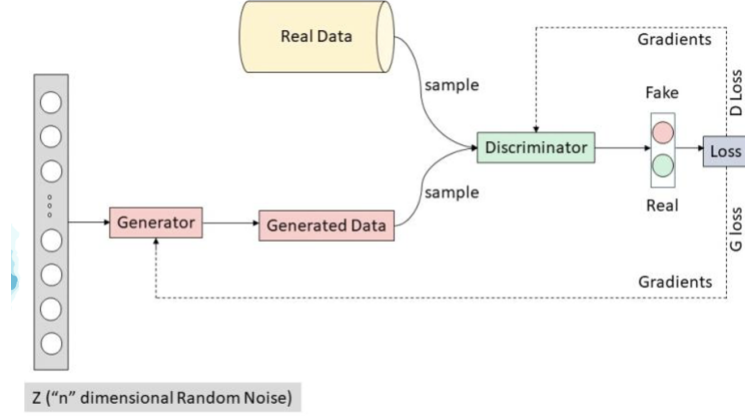 Real Data
Gradients
sample
D Loss
Fake
Discriminator
Loss
sample
Real
Generator
Generated Data
G loss
Gradients
Z (“n” dimensional Random Noise)